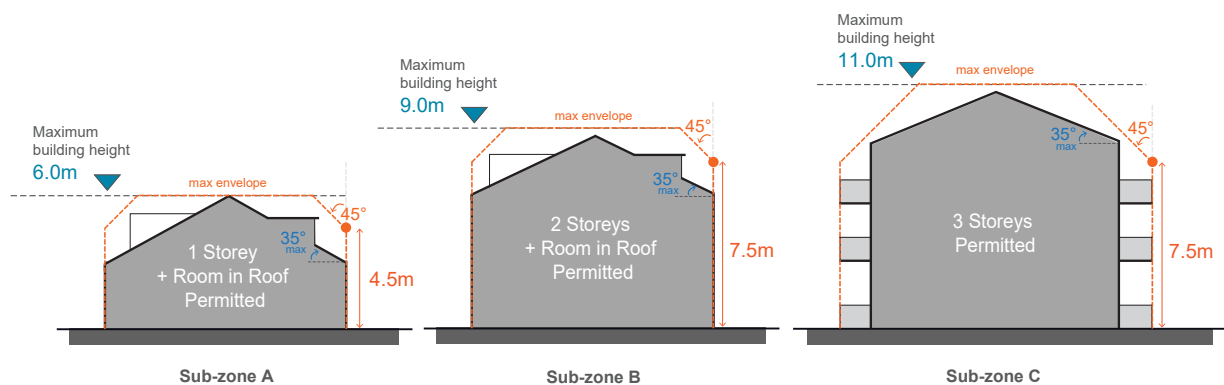 Maximum
building height
6.0m
max envelope
45°
35°
max
1 Storey
+ Room in Roof
Permitted
4.5m
Sub-zone A
Maximum
building height
9.0m
max envelope
45°
35°
max
2 Storeys
+ Room in Roof
Permitted
7.5m
Sub-zone B
Maximum
building height
11.0m
max envelope
45°
35°
max
3 Storeys
Permitted
7.5m
Sub-zone C